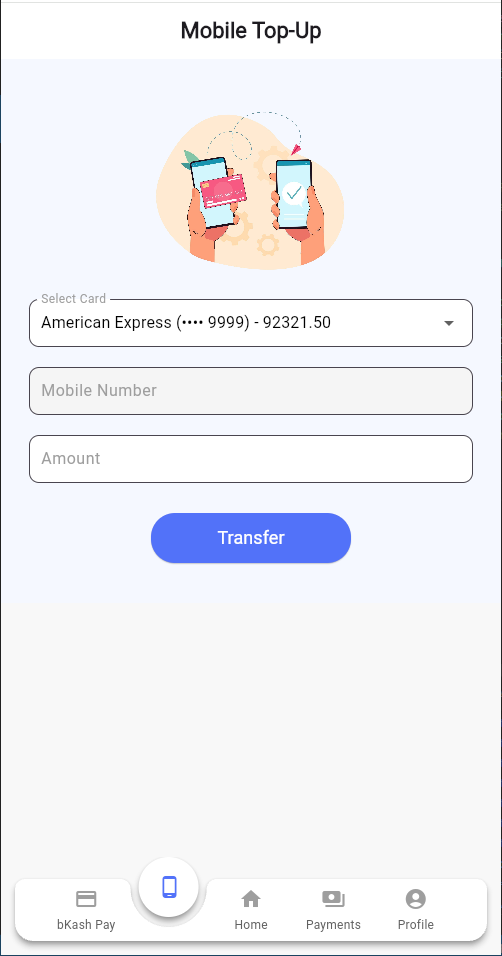 Mobile Top-Up
Select Card
American Express (•••• 9999) - 92321.50
Mobile Number
Amount
Transfer
bKash Pay
Home
Payments
Profile